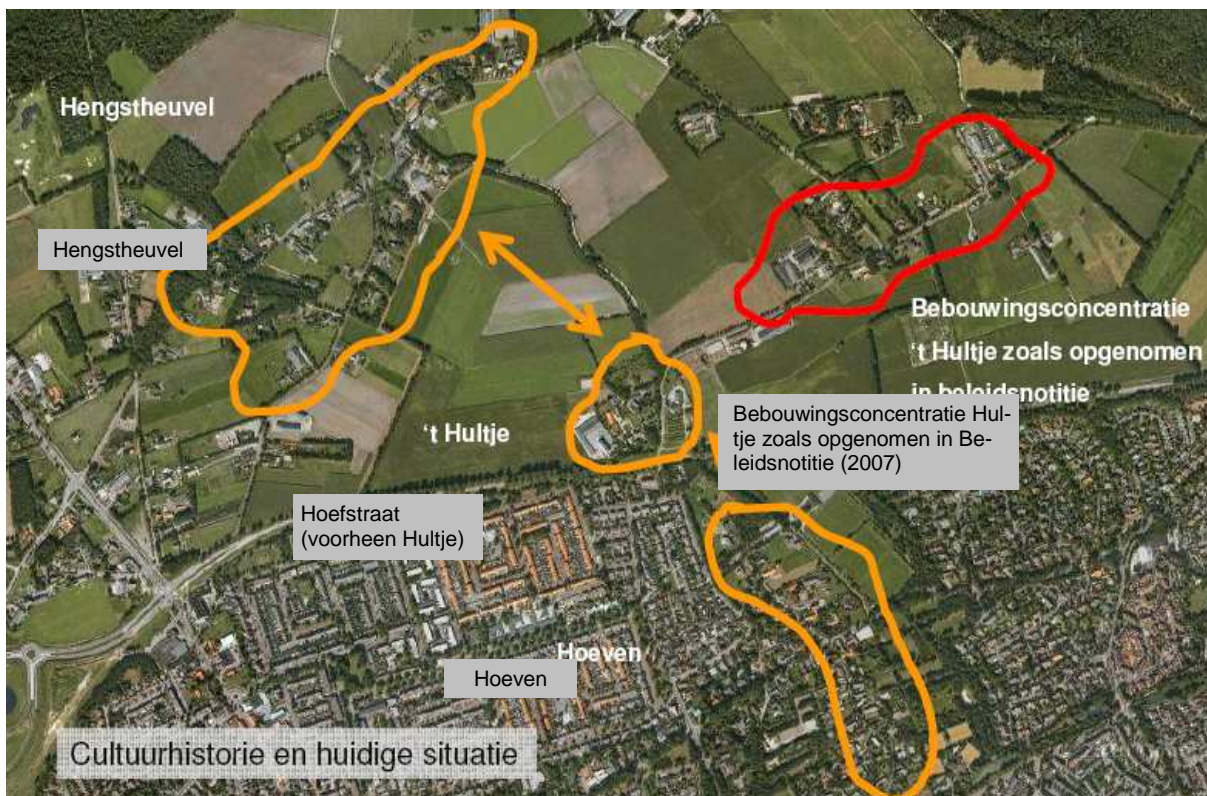 Hengstheuvel
Hengstheuvel
Bebouwingsconcentratie
‘t Hultje zoals opgenomen
in beleidsnotitie
Bebouwingsconcentratie Hul-
tje zoals opgenomen in Be-
leidsnotitie (2007)
‘t Hultje
Hoefstraat
(voorheen Hultje)
Hoeven
Hoeven
Cultuurhistorie en huidige situatie